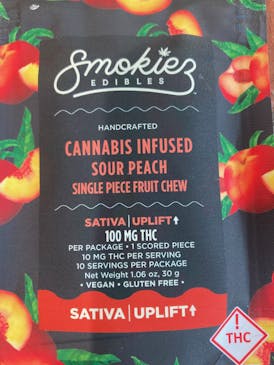 Smokiez
EDIBLES
HANDCRAFTED
CANNABIS INFUSED
SOUR PEACH
SINGLE PIECE FRUIT CHEW
SATIVA | UPLIFT↑
100 MG THC
PER PACKAGE • 1 SCORED PIECE
10 MG THC PER SERVING
10 SERVINGS PER PACKAGE
Net Weight 1.06 oz, 30 g
• VEGAN • GLUTEN FREE •
SATIVA | UPLIFT↑
!
THC